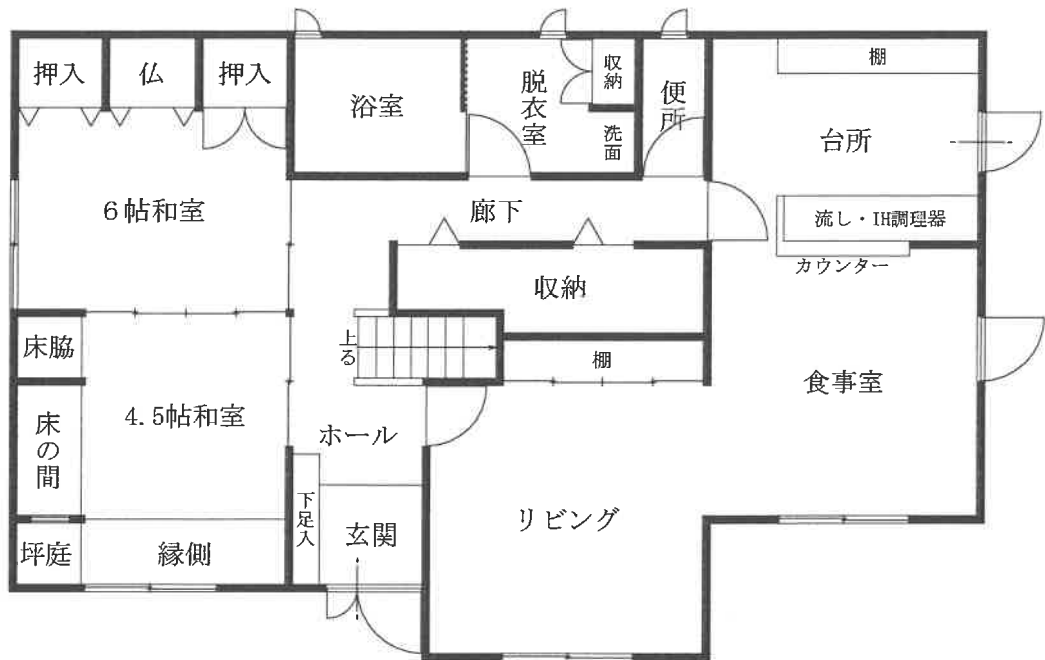 押入
仏
押入
浴室
脱衣室
収納
洗面
便所
棚
台所
6帖和室
廊下
流し・IH調理器
カウンター
収納
床脇
上る
棚
食事室
床の間
4.5帖和室
ホール
下足入
玄関
リビング
坪庭
縁側